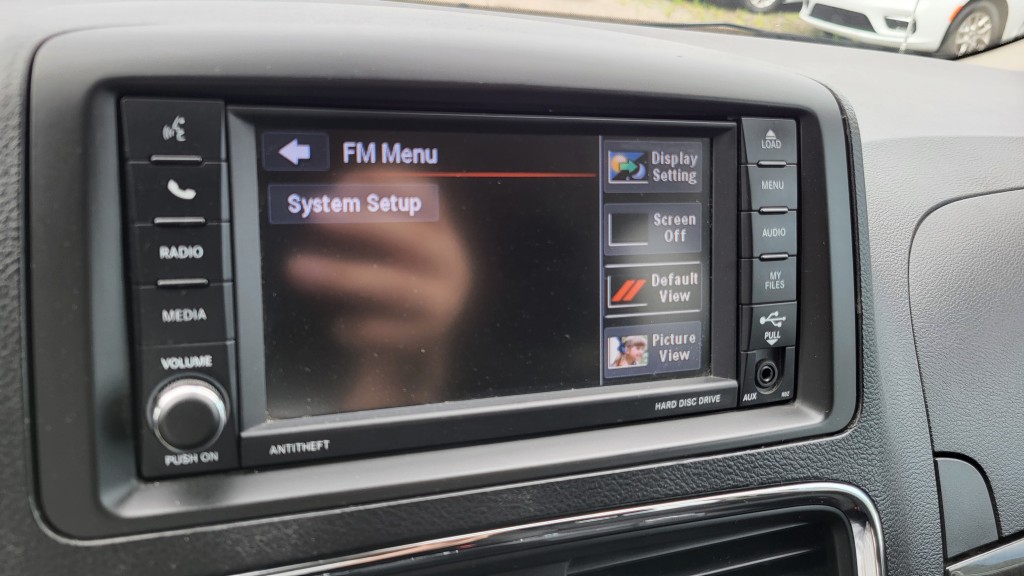 FM Menu
System Setup
Display
Setting
Screen
Off
Default
View
Picture
View
RADIO
MEDIA
VOLUME
PUSH ON
ANTITHEFT
HARD DISC DRIVE
LOAD
MENU
AUDIO
MY
FILES
PULL
AUX